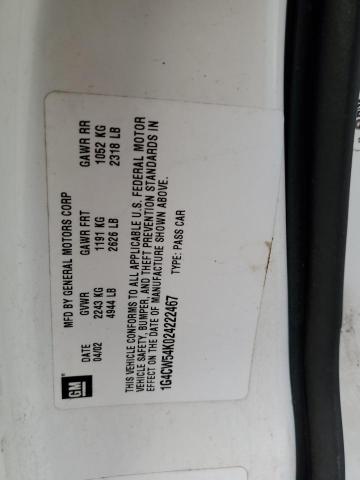 GM
MFD BY GENERAL MOTORS CORP
DATE GVWR GAWR FRT GAWR RR
04/02 2243 KG 1191 KG 1052 KG
4944 LB 2626 LB 2318 LB
THIS VEHICLE CONFORMS TO ALL APPLICABLE U.S. FEDERAL MOTOR
VEHICLE SAFETY, BUMPER, AND THEFT PREVENTION STANDARDS IN
EFFECT ON THE DATE OF MANUFACTURE SHOWN ABOVE.
1G4CW54K024222467 TYPE: PASS CAR